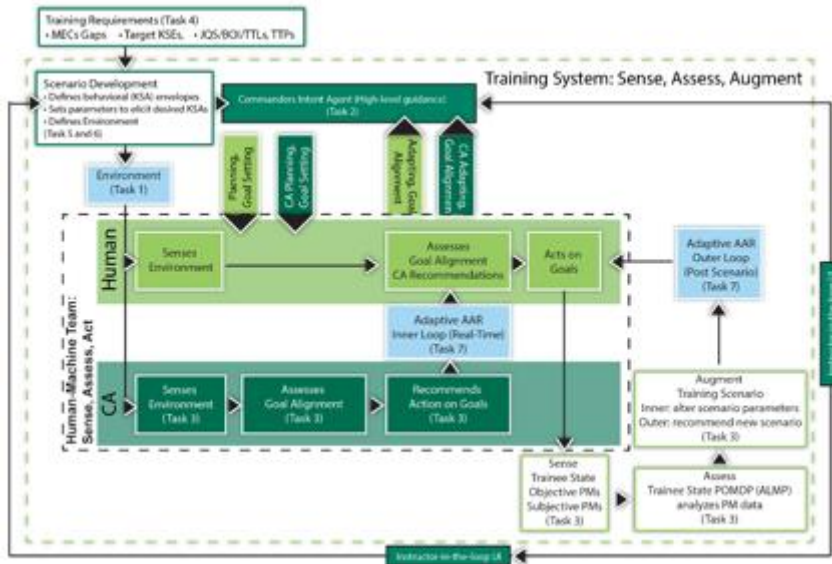 Training Requirements (Task 4)
• MECs Gaps • Target KSEs, • JQS/BOI/TTLs, TTPs
Training System: Sense, Assess, Augment
Scenario Development
• Defines behavioral (KSA) envelopes
• Sets parameters to elicit desired KSAs
• Defines Environment
(Task 5 and 6)
Commanders Intent Agent (High-level guidance)
(Task 2)
Environment
(Task 1)
Planning,
Goal Setting
CA Planning,
Goal Setting
Adapting, Goal
Alignment
CA Adapting,
Goal Alignment
Human-Machine Team:
Sense, Assess, Act
Human
Senses
Environment
Assesses
Goal Alignment
CA Recommendations
Acts on
Goals
Adaptive AAR
Outer Loop
(Post Scenario)
(Task 7)
Adaptive AAR
Inner Loop (Real-Time)
(Task 7)
CA
Senses
Environment
(Task 3)
Assesses
Goal Alignment
(Task 3)
Recommends
Action on Goals
(Task 3)
Augment
Training Scenario
Inner: alter scenario parameters
Outer: recommend new scenario
(Task 3)
Sense
Trainee State
Objective PMs
Subjective PMs
(Task 3)
Assess
Trainee State POMDP (ALMP)
analyzes PM data
(Task 3)
Instructor-in-the-loop UI